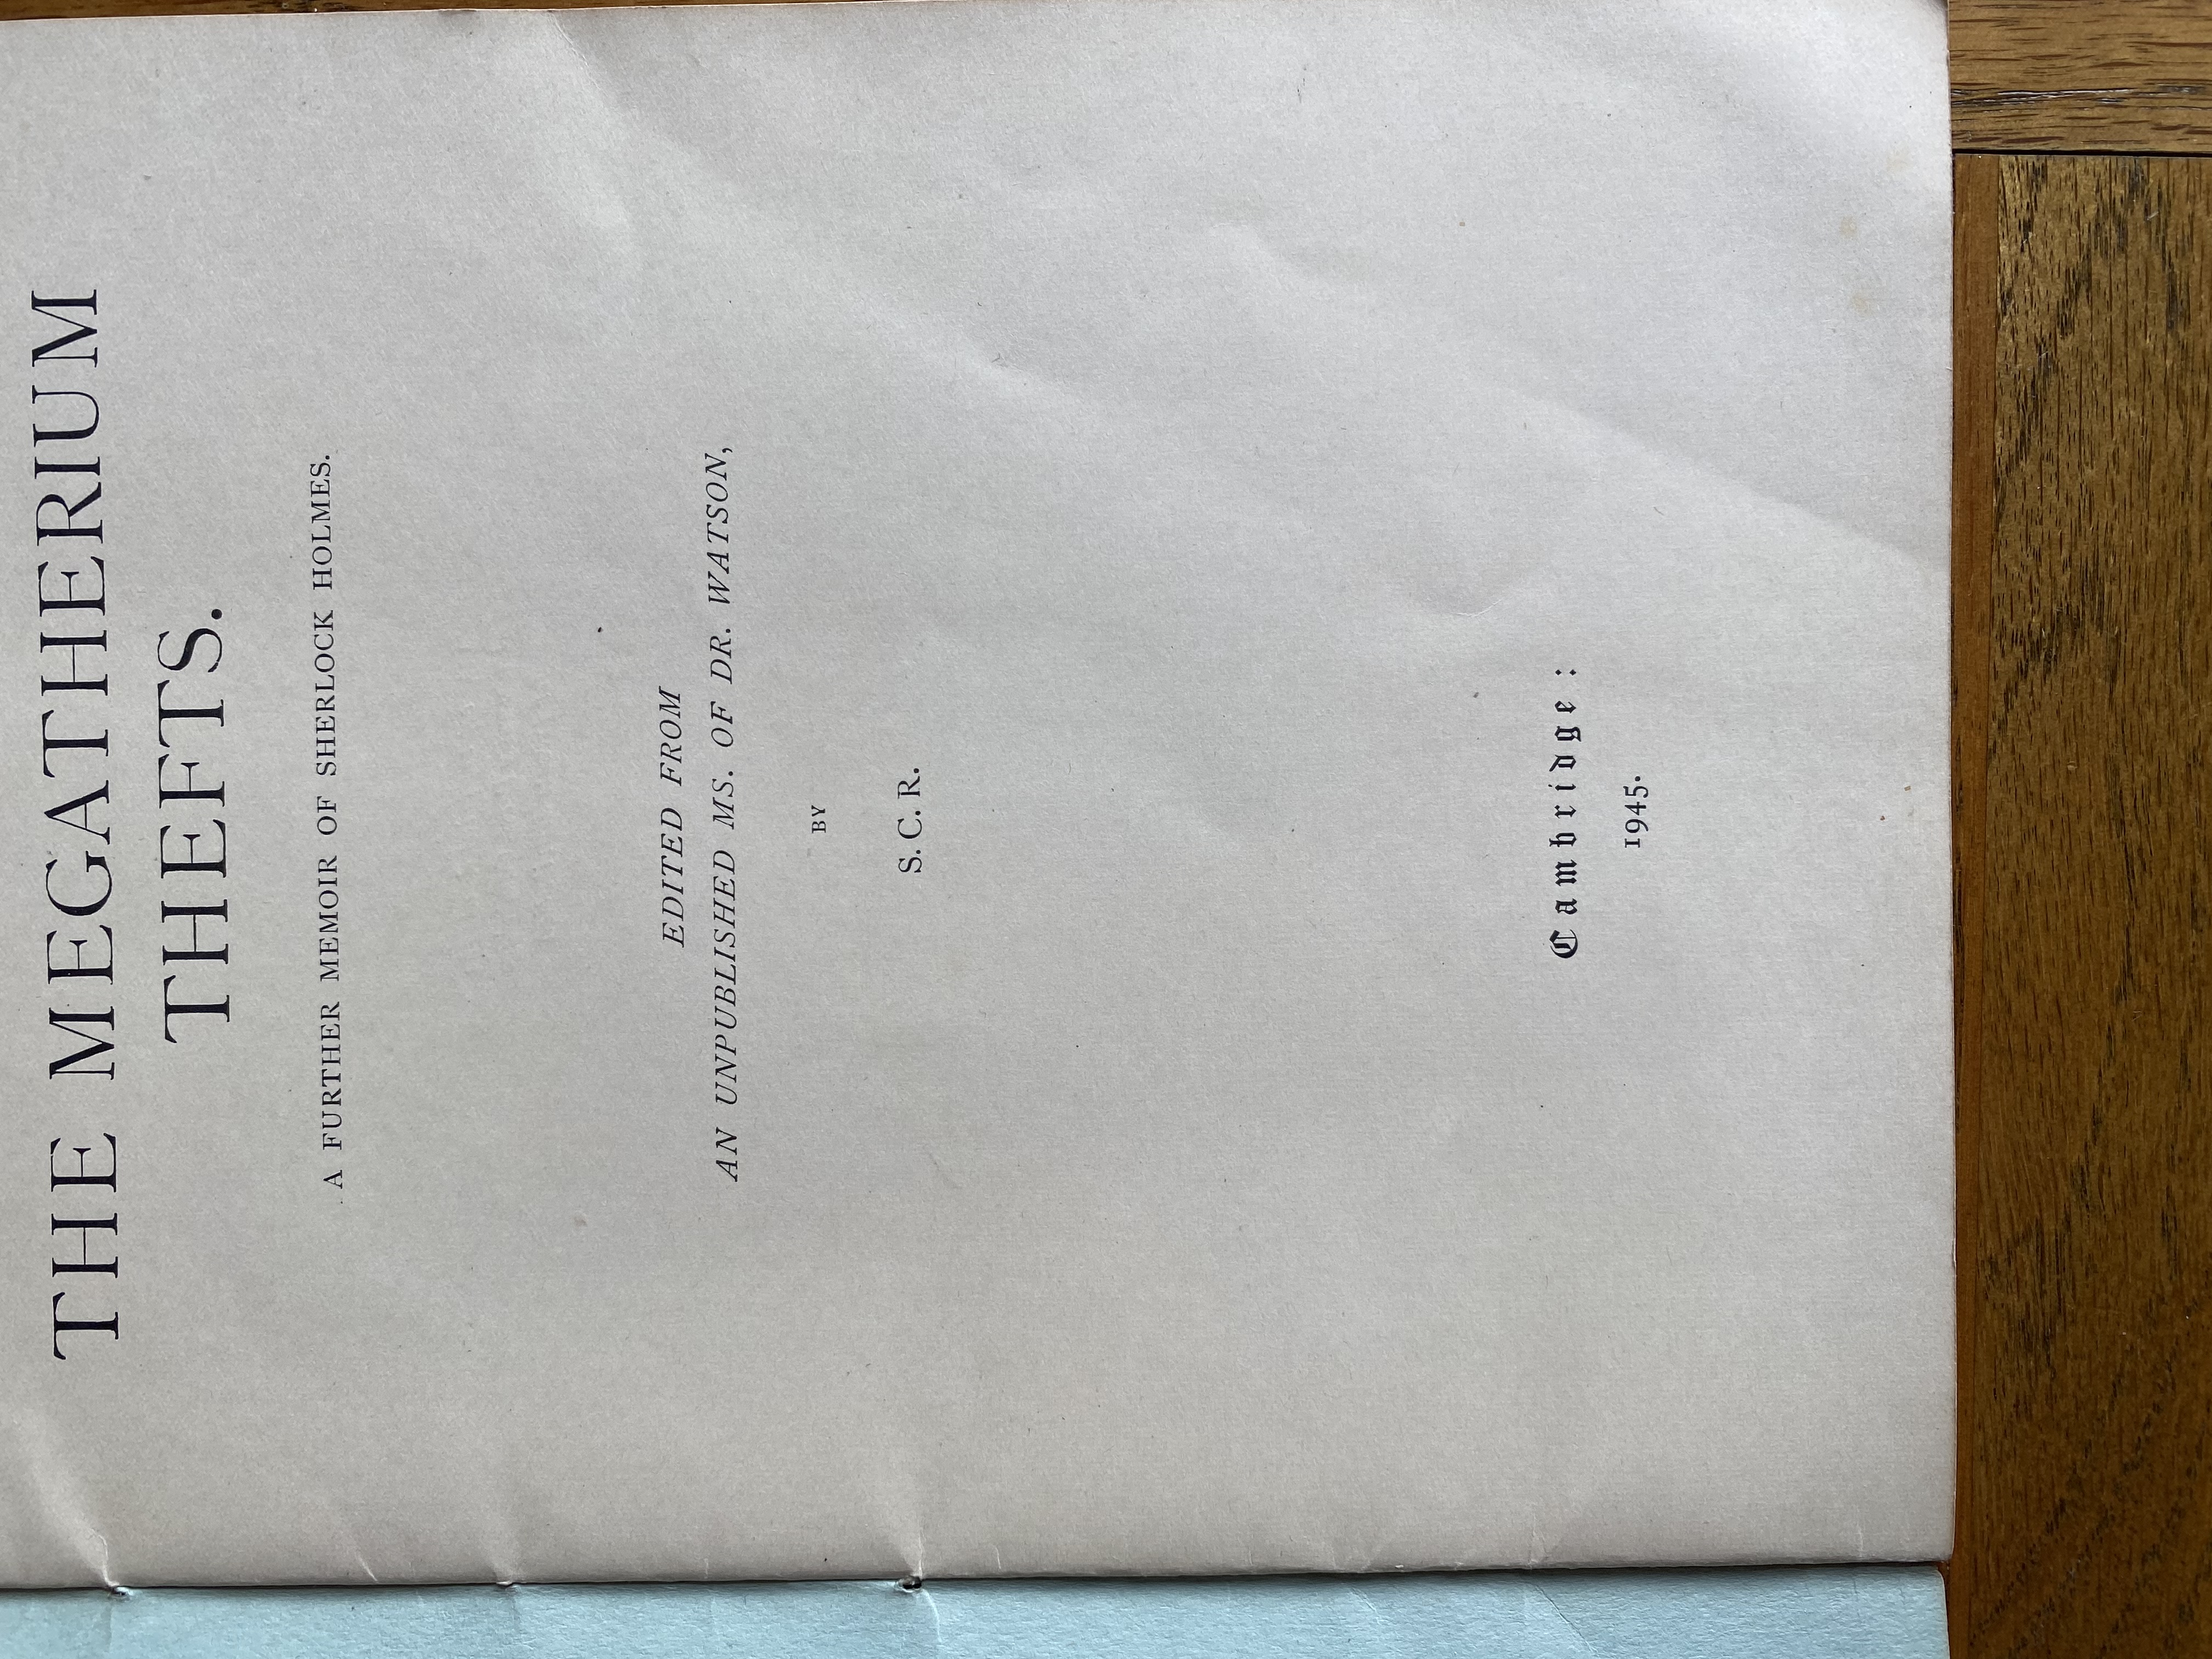 THE MEGATHERIUM
THEFTS.
A FURTHER MEMOIR OF SHERLOCK HOLMES.
EDITED FROM
AN UNPUBLISHED MS. OF DR. WATSON,
BY
S. C. R.
Cambridge:
1945.